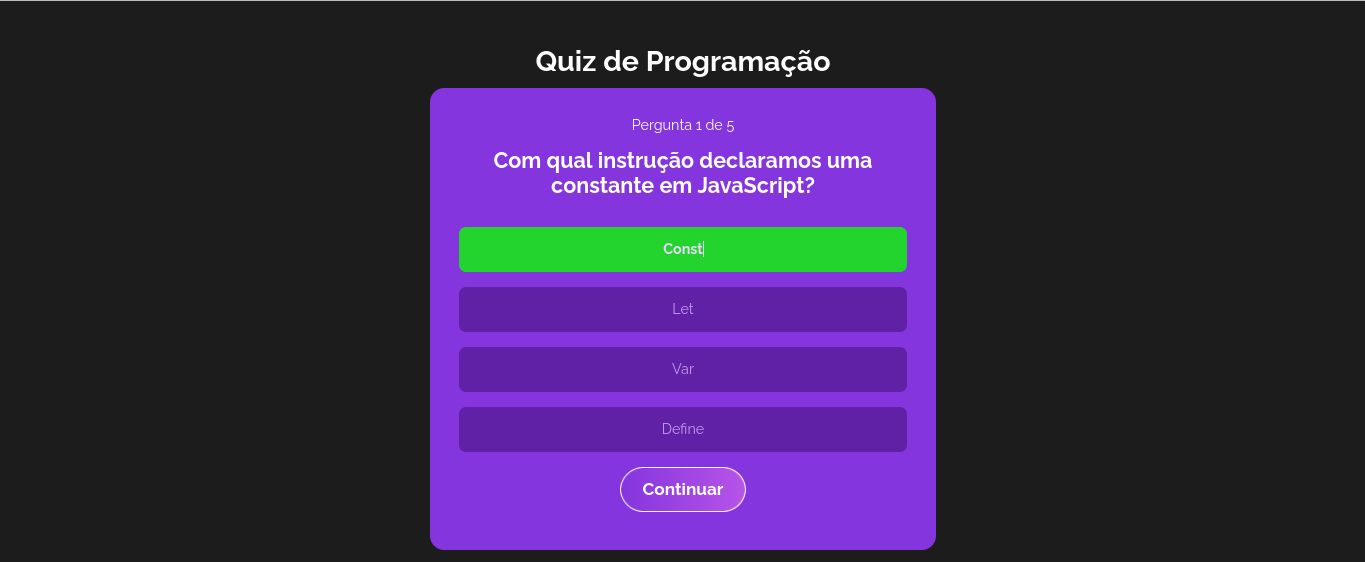 Quiz de Programação
Pergunta 1 de 5
Com qual instrução declaramos uma
constante em JavaScript?
Const
Let
Var
Define
Continuar